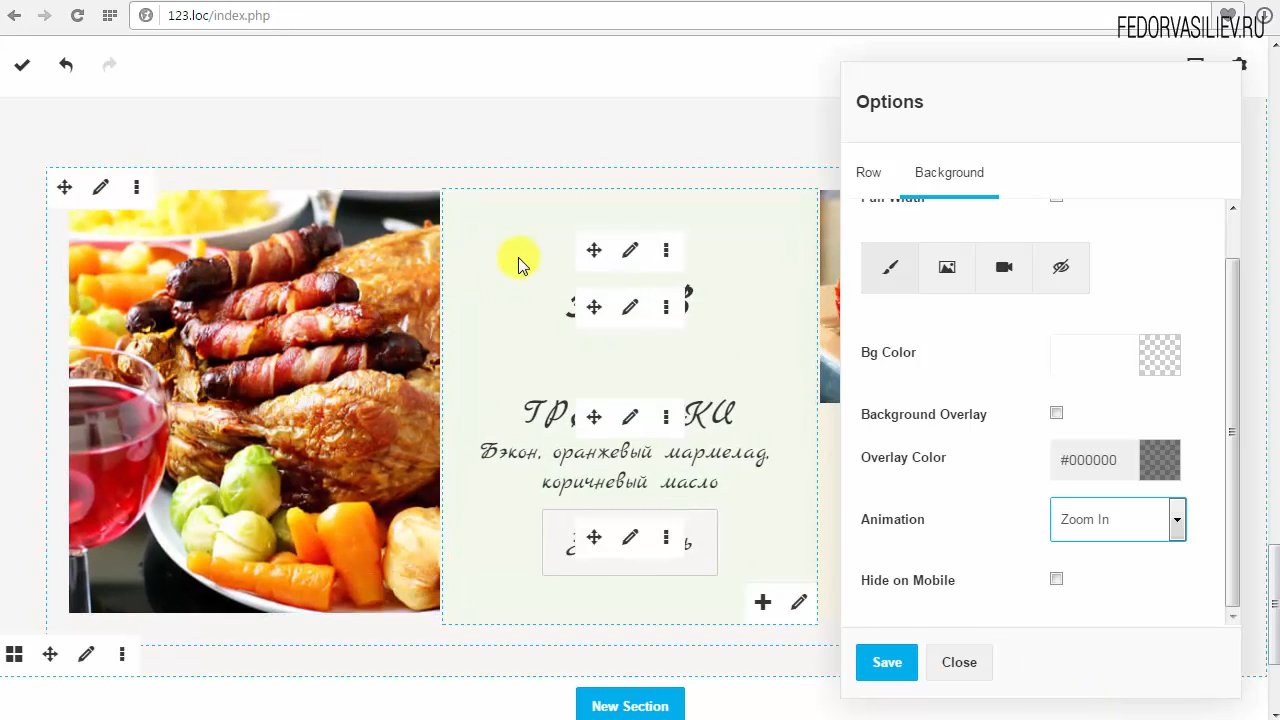 123.loc/index.php
FEDORVASILIEV.RU
Options
Row
Background
Bg Color
Background Overlay
Overlay Color
#000000
Animation
Zoom In
Hide on Mobile
Save
Close
Бэкон, оранжевый мармелад,
коричневый масло
New Section